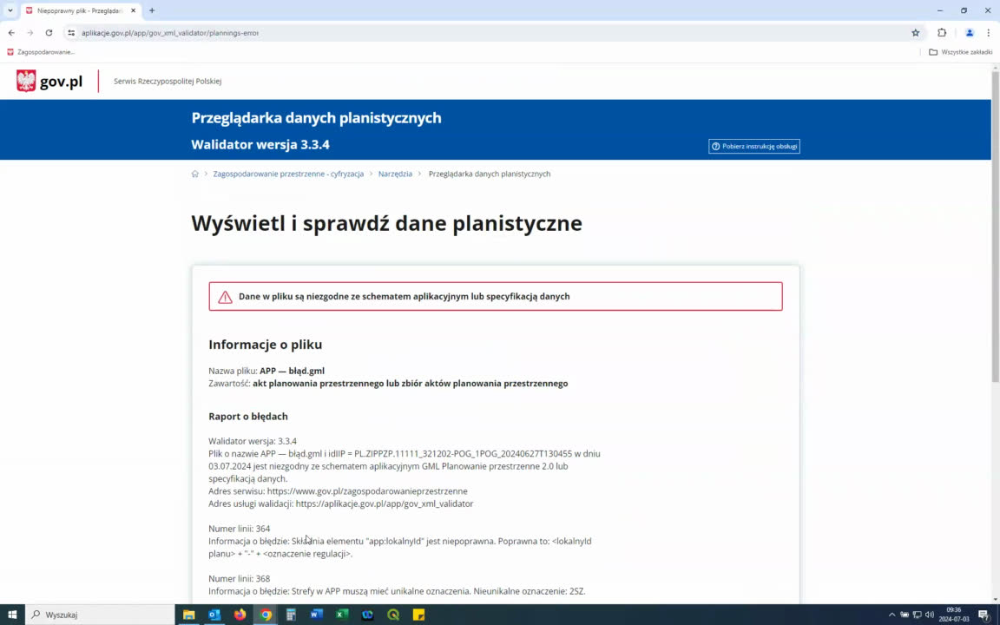 Niepoprawny plik - Przeglądar
aplikacje.gov.pl/app/gov_xml_validator/plannings-error
Zagospodarowanie...
Wszystkie zakładki
gov.pl
Serwis Rzeczypospolitej Polskiej
Przeglądarka danych planistycznych
Walidator wersja 3.3.4
Pobierz instrukcję obsługi
Zagospodarowanie przestrzenne - cyfryzacja > Narzędzia > Przeglądarka danych planistycznych
Wyświetl i sprawdź dane planistyczne
Dane w pliku są niezgodne ze schematem aplikacyjnym lub specyfikacją danych
Informacje o pliku
Nazwa pliku: APP — błąd.gml
Zawartość: akt planowania przestrzennego lub zbiór aktów planowania przestrzennego
Raport o błędach
Walidator wersja: 3.3.4
Plik o nazwie APP — błąd.gml i idIIP = PL.ZIPPZP.11111_321202-POG_1POG_20240627T130455 w dniu
03.07.2024 jest niezgodny ze schematem aplikacyjnym GML Planowanie przestrzenne 2.0 lub
specyfikacją danych.
Adres serwisu: https://www.gov.pl/zagospodarowanieprzestrzenne
Adres usługi walidacji: https://aplikacje.gov.pl/app/gov_xml_validator
Numer linii: 364
Informacja o błędzie: Składnia elementu "app:lokalnyId" jest niepoprawna. Poprawna to: <lokalnyId
planu> + "-" + <oznaczenie regulacji>.
Numer linii: 368
Informacja o błędzie: Strefy w APP muszą mieć unikalne oznaczenia. Nieunikalne oznaczenie: 2SZ.
Wyszukaj
09:36
2024-07-03